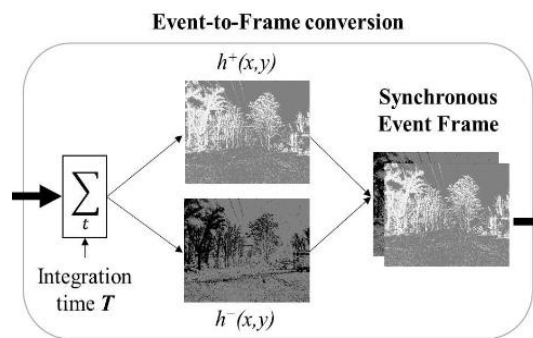 Event-to-Frame conversion
h⁺(x,y)
Synchronous
Event Frame
∑
t
Integration
time T
h⁻(x,y)